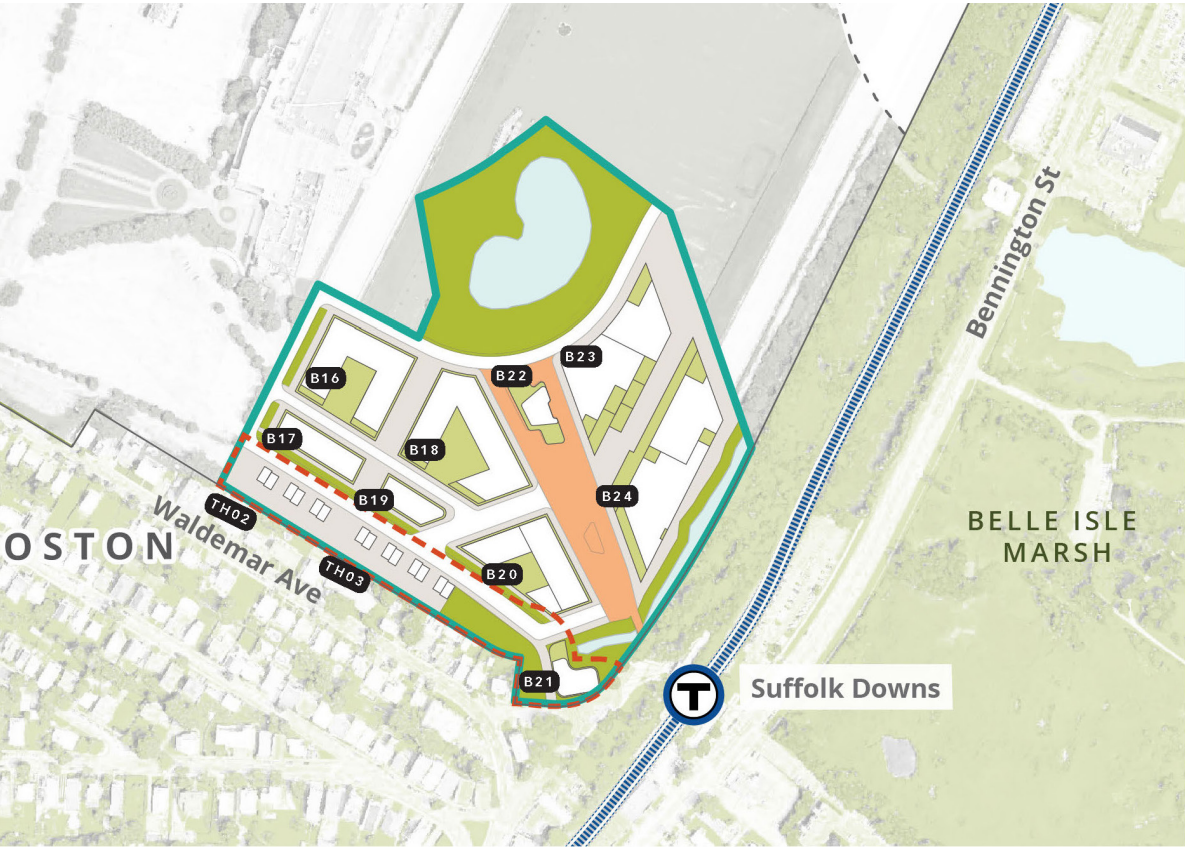 Bennington St
B23
B22
B16
B17
B18
B19
B24
TH02
Waldemar Ave
OSTON
BELLE ISLE
MARSH
TH03
B20
B21
T
Suffolk Downs